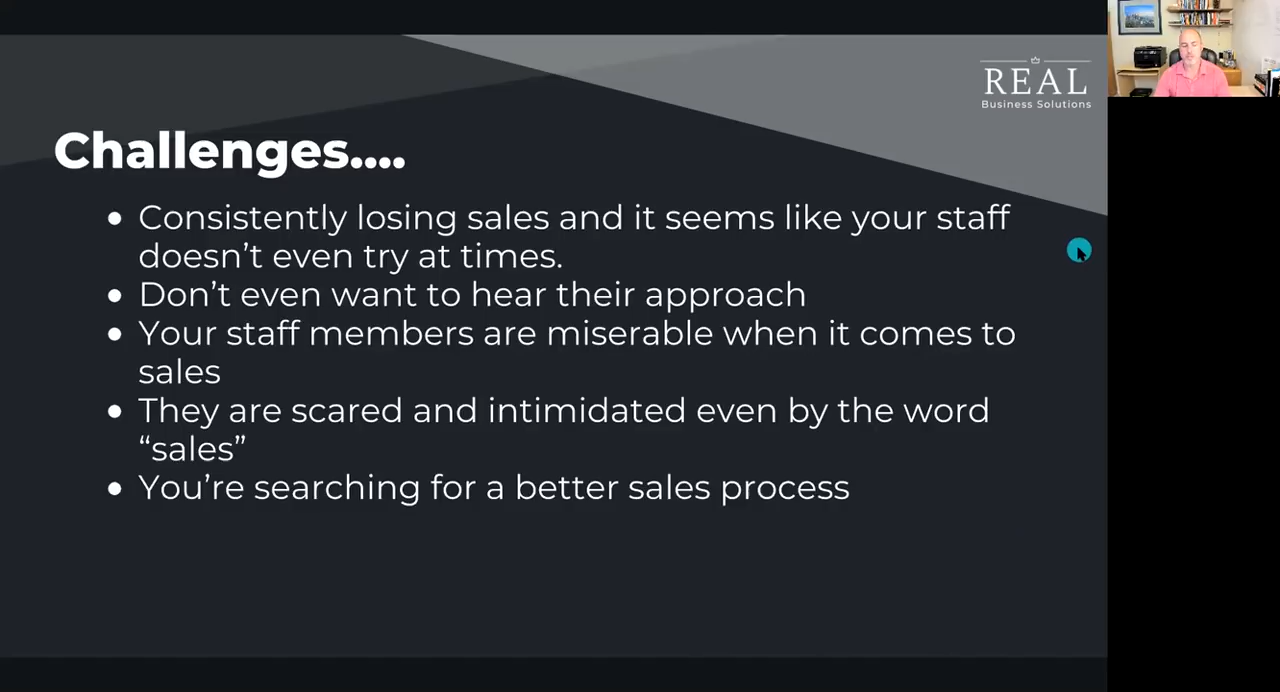 REAL
Business Solutions
Challenges....
● Consistently losing sales and it seems like your staff
doesn’t even try at times.
● Don’t even want to hear their approach
● Your staff members are miserable when it comes to
sales
● They are scared and intimidated even by the word
“sales”
● You’re searching for a better sales process